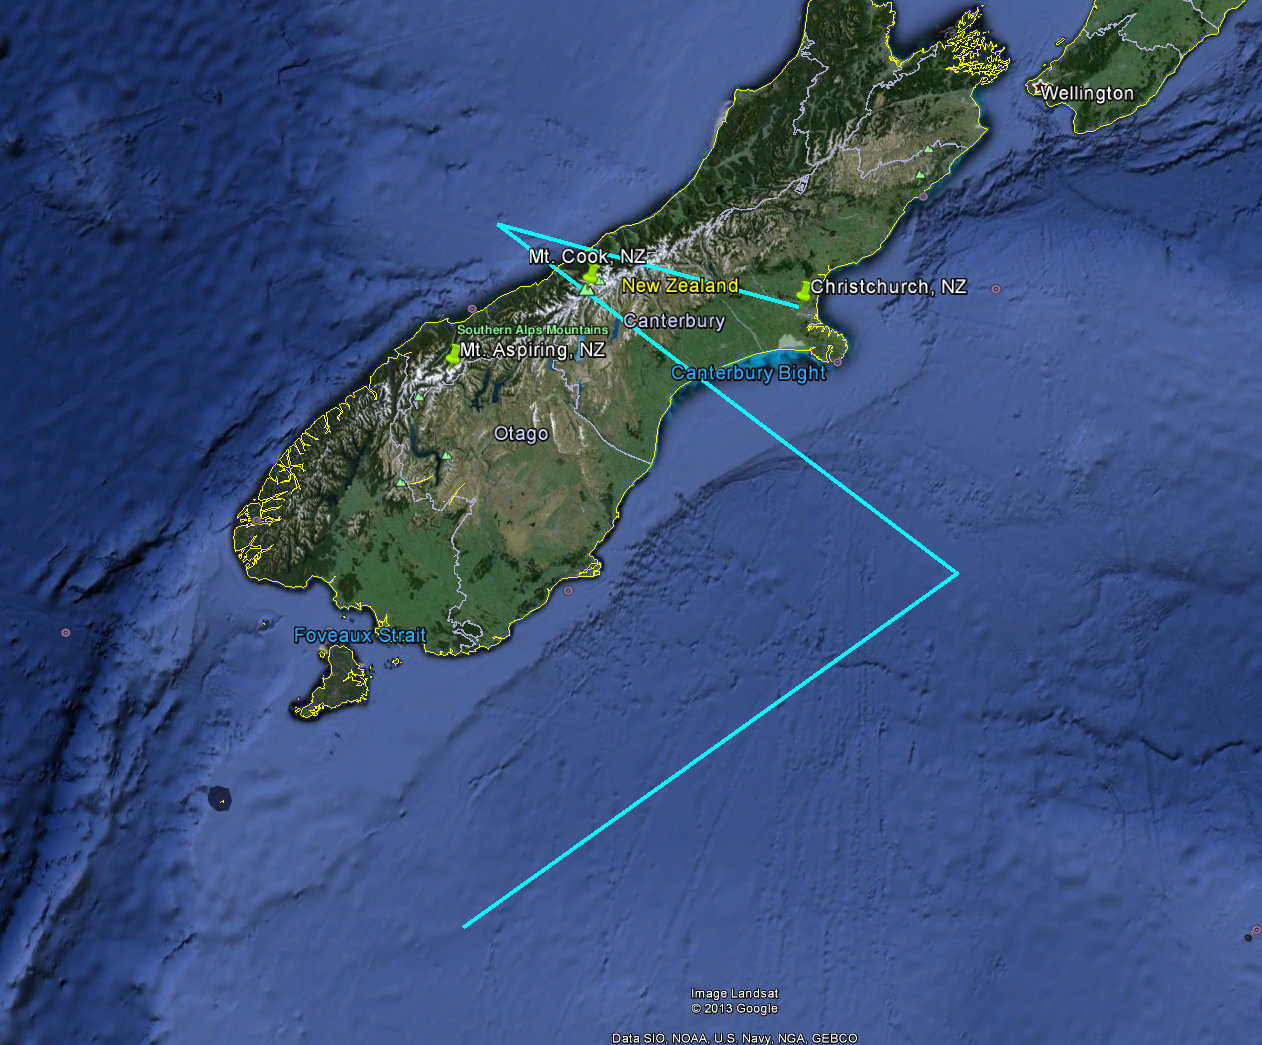 Wellington
Mt. Cook, NZ
New Zealand
Christchurch, NZ
Canterbury
Southern Alps Mountains
Mt. Aspiring, NZ
Canterbury Bight
Otago
Foveaux Strait
Image Landsat
© 2013 Google
Data SIO, NOAA, U.S. Navy, NGA, GEBCO